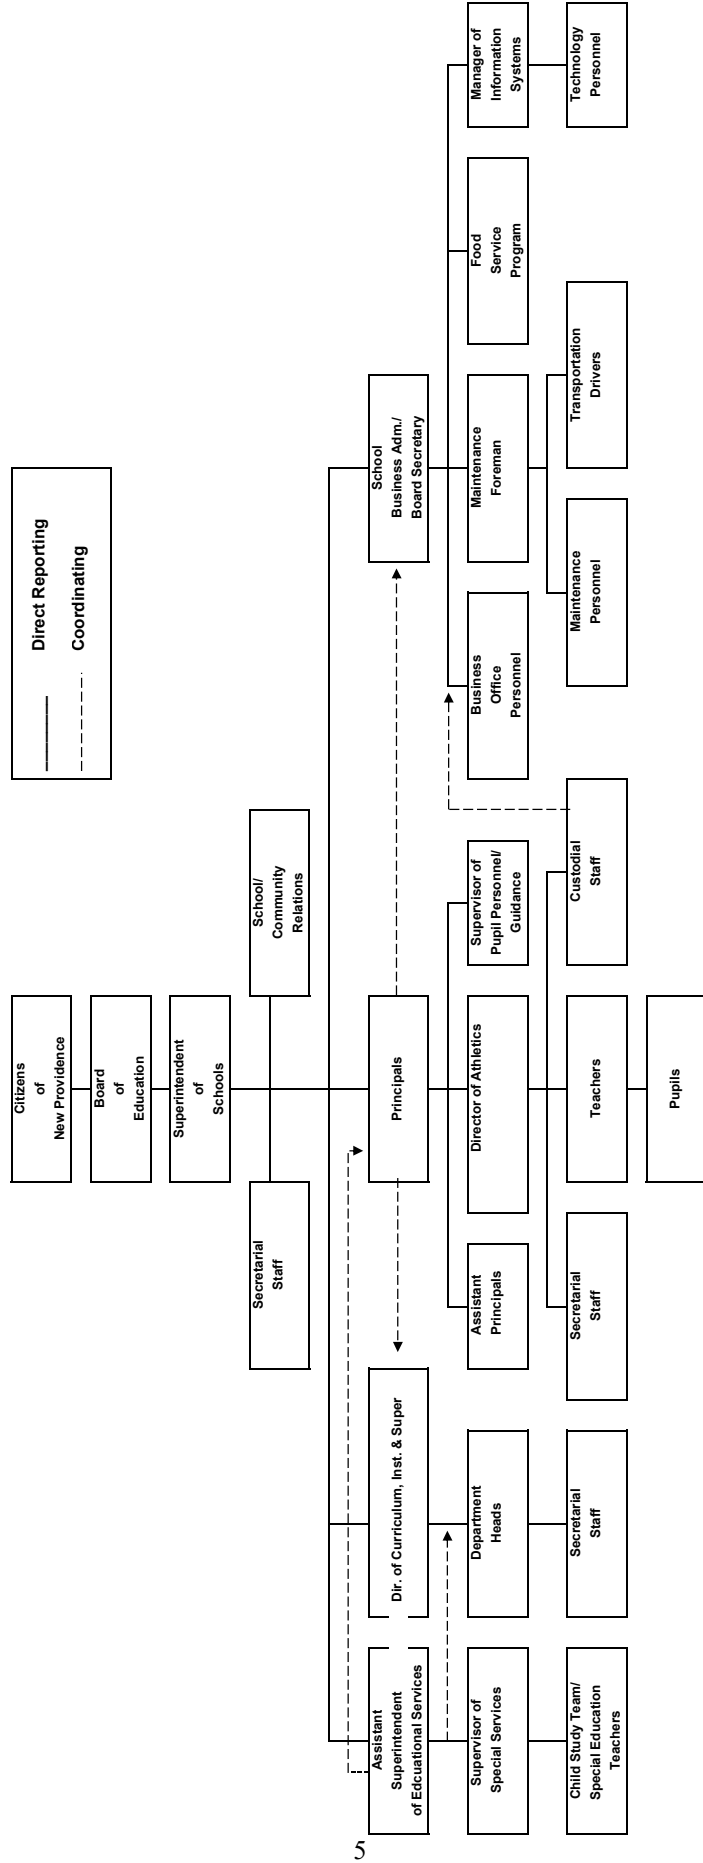 Citizens
of
New Providence
Board
of
Education
Superintendent
of
Schools
Direct Reporting
Coordinating
Secretarial
Staff
School/
Community
Relations
Assistant
Superintendent
of Edcuational Services
Dir. of Curriculum, Inst. & Super
Principals
School
Business Adm./
Board Secretary
Supervisor of
Special Services
Department
Heads
Assistant
Principals
Director of Athletics
Supervisor of
Pupil Personnel/
Guidance
Business
Office
Personnel
Maintenance
Foreman
Food
Service
Program
Manager of
Information
Systems
Child Study Team/
Special Education
Teachers
Secretarial
Staff
Secretarial
Staff
Teachers
Custodial
Staff
Maintenance
Personnel
Transportation
Drivers
Technology
Personnel
Pupils
5